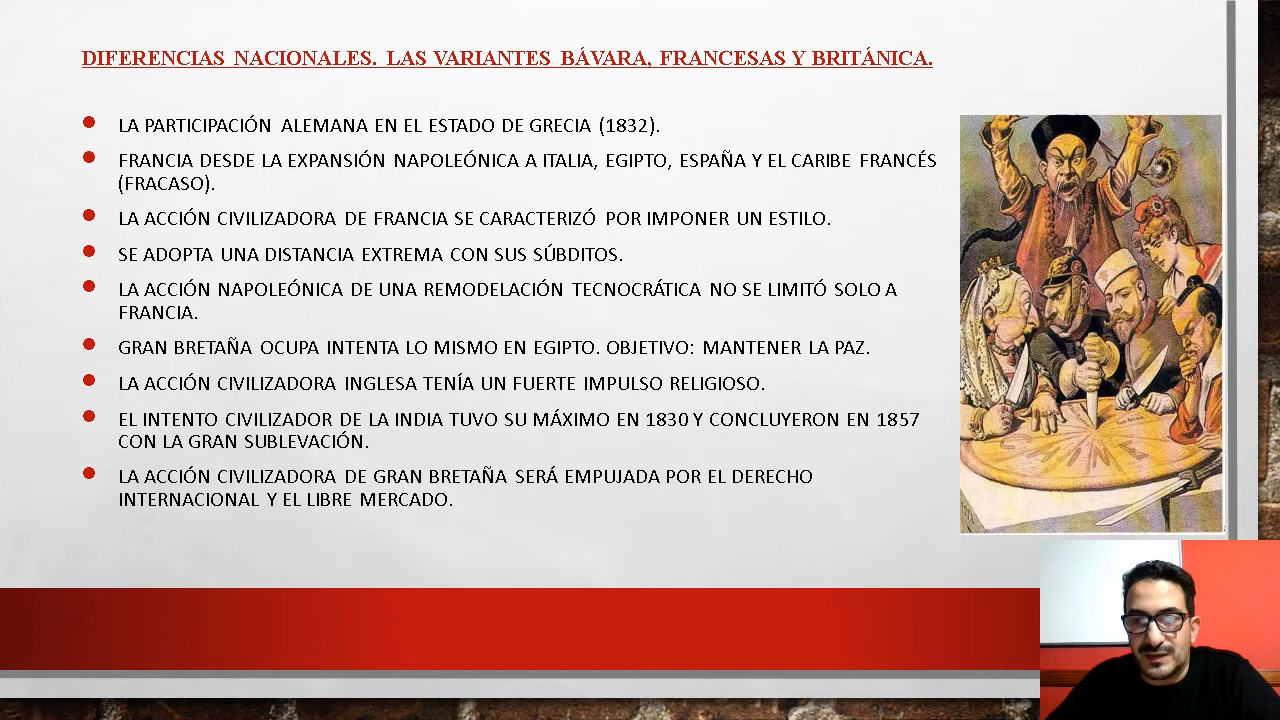 DIFERENCIAS NACIONALES. LAS VARIANTES BÁVARA, FRANCESAS Y BRITÁNICA.
LA PARTICIPACIÓN ALEMANA EN EL ESTADO DE GRECIA (1832).
FRANCIA DESDE LA EXPANSIÓN NAPOLEÓNICA A ITALIA, EGIPTO, ESPAÑA Y EL CARIBE FRANCÉS
(FRACASO).
LA ACCIÓN CIVILIZADORA DE FRANCIA SE CARACTERIZÓ POR IMPONER UN ESTILO.
SE ADOPTA UNA DISTANCIA EXTREMA CON SUS SÚBDITOS.
LA ACCIÓN NAPOLEÓNICA DE UNA REMODELACIÓN TECNOCRÁTICA NO SE LIMITÓ SOLO A
FRANCIA.
GRAN BRETAÑA OCUPA INTENTA LO MISMO EN EGIPTO. OBJETIVO: MANTENER LA PAZ.
LA ACCIÓN CIVILIZADORA INGLESA TENÍA UN FUERTE IMPULSO RELIGIOSO.
EL INTENTO CIVILIZADOR DE LA INDIA TUVO SU MÁXIMO EN 1830 Y CONCLUYERON EN 1857
CON LA GRAN SUBLEVACIÓN.
LA ACCIÓN CIVILIZADORA DE GRAN BRETAÑA SERÁ EMPUJADA POR EL DERECHO
INTERNACIONAL Y EL LIBRE MERCADO.
CHINE